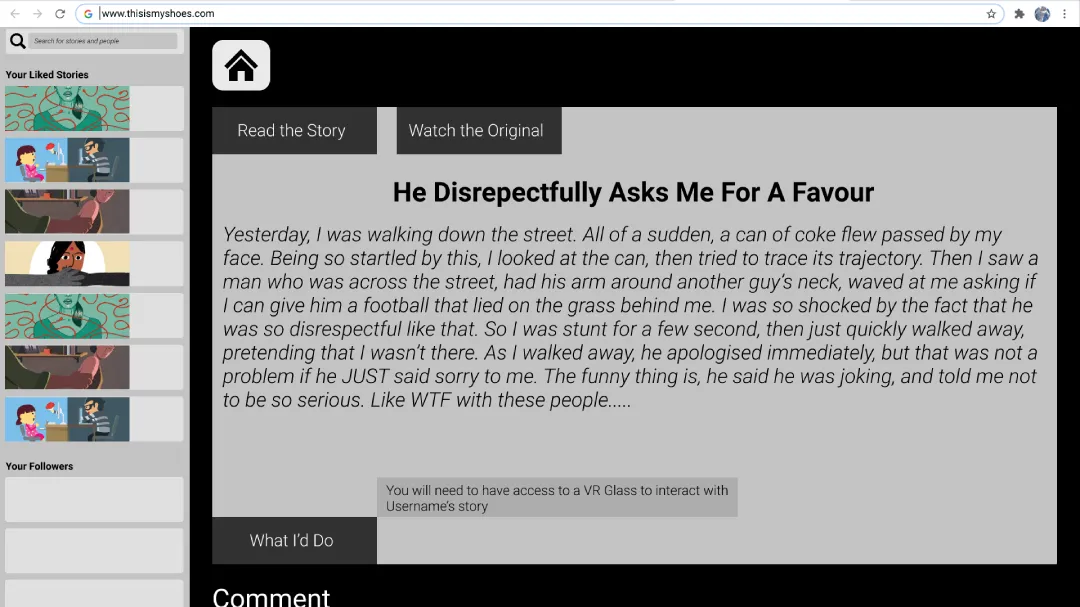 www.thisismyshoes.com
Search for stories and people
Your Liked Stories
Read the Story
Watch the Original
He Disrepectfully Asks Me For A Favour
Yesterday, I was walking down the street. All of a sudden, a can of coke flew passed by my
face. Being so startled by this, I looked at the can, then tried to trace its trajectory. Then I saw a
man who was across the street, had his arm around another guy’s neck, waved at me asking if
I can give him a football that lied on the grass behind me. I was so shocked by the fact that he
was so disrespectful like that. So I was stunt for a few second, then just quickly walked away,
pretending that I wasn’t there. As I walked away, he apologised immediately, but that was not a
problem if he JUST said sorry to me. The funny thing is, he said he was joking, and told me not
to be so serious. Like WTF with these people.....
Your Followers
You will need to have access to a VR Glass to interact with
Username’s story
What I’d Do
Comment